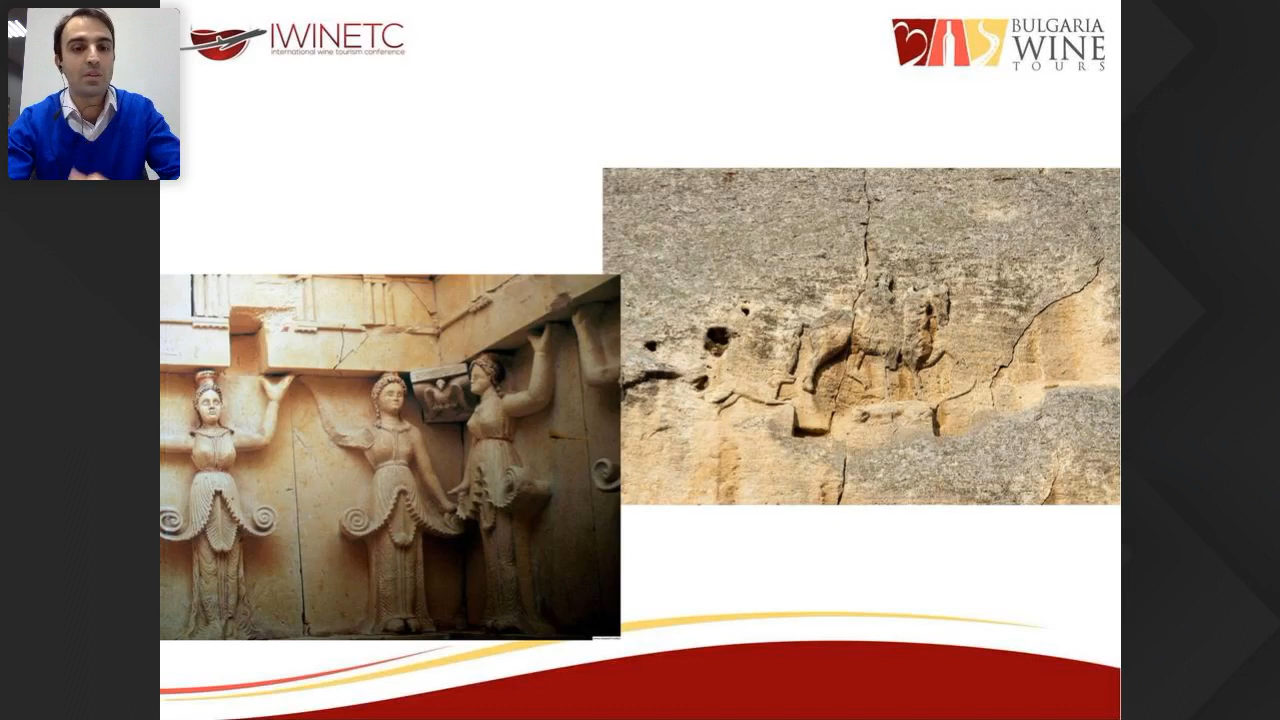 IWINETC
international wine tourism conference
BULGARIA
WINE
TOURS